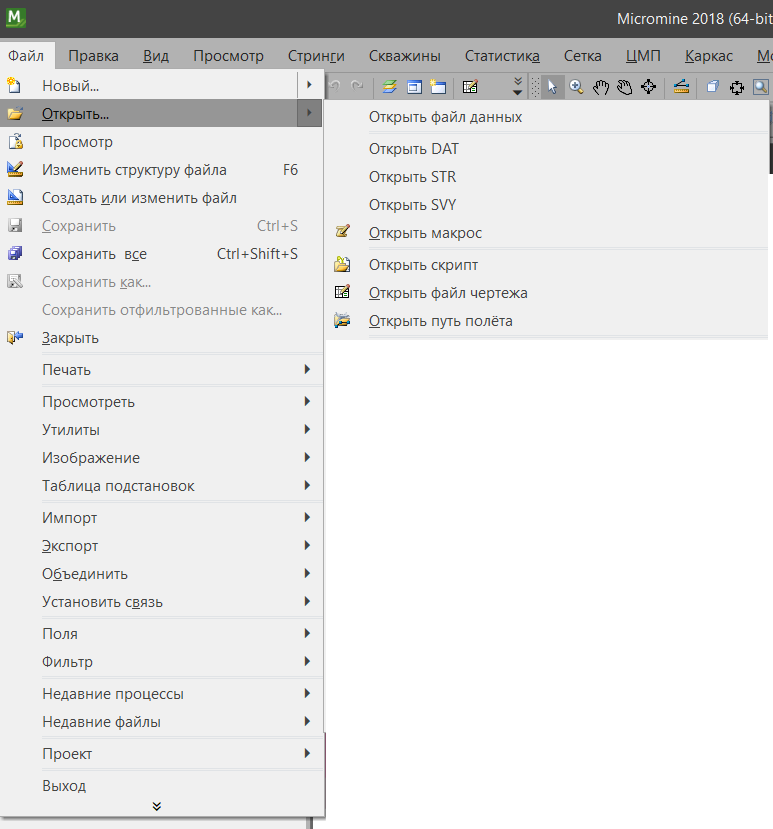 M
Micromine 2018 (64-bit
Файл Правка Вид Просмотр Стринги Скважины Статистика Сетка ЦМП Каркас Мо
Новый...
Открыть...
Просмотр
Изменить структуру файла F6
Создать или изменить файл
Сохранить Ctrl+S
Сохранить все Ctrl+Shift+S
Сохранить как...
Сохранить отфильтрованные как...
Закрыть
Печать
Просмотреть
Утилиты
Изображение
Таблица подстановок
Импорт
Экспорт
Объединить
Установить связь
Поля
Фильтр
Недавние процессы
Недавние файлы
Проект
Выход
Открыть файл данных
Открыть DAT
Открыть STR
Открыть SVY
Открыть макрос
Открыть скрипт
Открыть файл чертежа
Открыть путь полёта